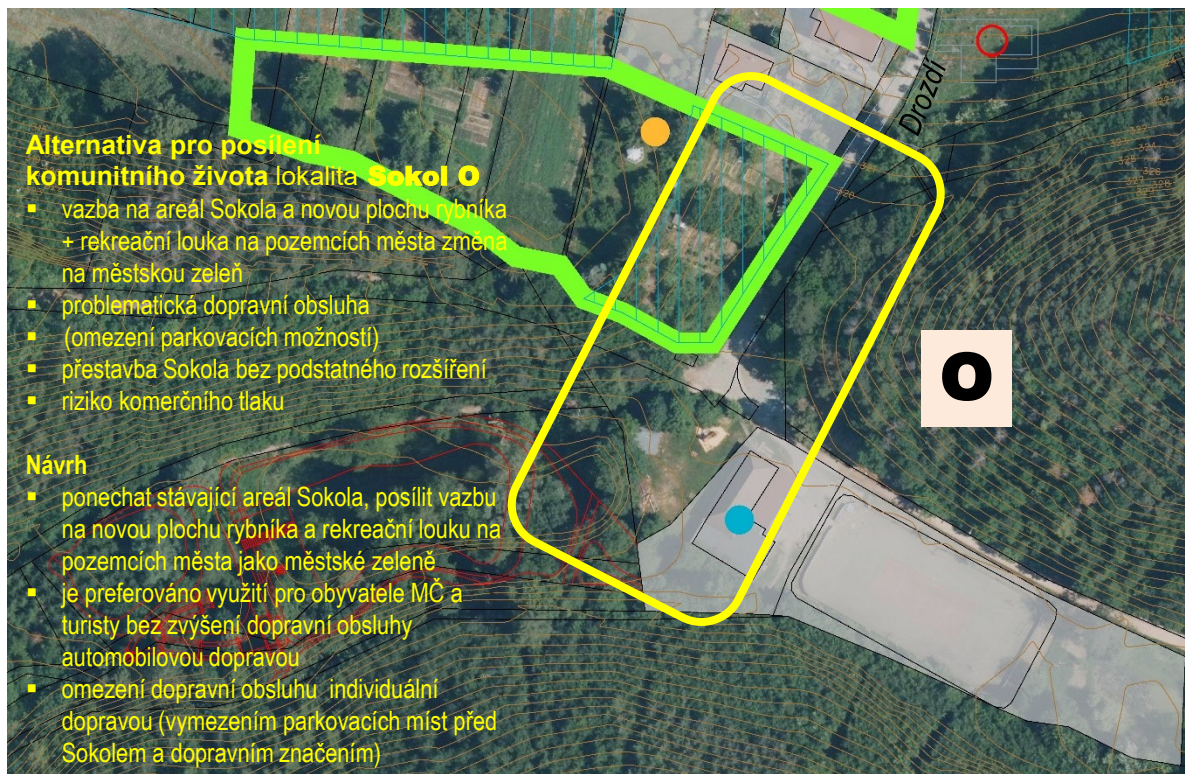 Drozdí
Alternativa pro posílení
komunitního života lokalita Sokol O
▪ vazba na areál Sokola a novou plochu rybníka
+ rekreační louka na pozemcích města změna
na městskou zeleň
▪ problematická dopravní obsluha
▪ (omezení parkovacích možností)
▪ přestavba Sokola bez podstatného rozšíření
▪ riziko komerčního tlaku
O
Návrh
▪ ponechat stávající areál Sokola, posílit vazbu
na novou plochu rybníka a rekreační louku na
pozemcích města jako městské zeleně
▪ je preferováno využití pro obyvatele MČ a
turisty bez zvýšení dopravní obsluhy
automobilovou dopravou
▪ omezení dopravní obsluhu individuální
dopravou (vymezením parkovacích míst před
Sokolem a dopravním značením)